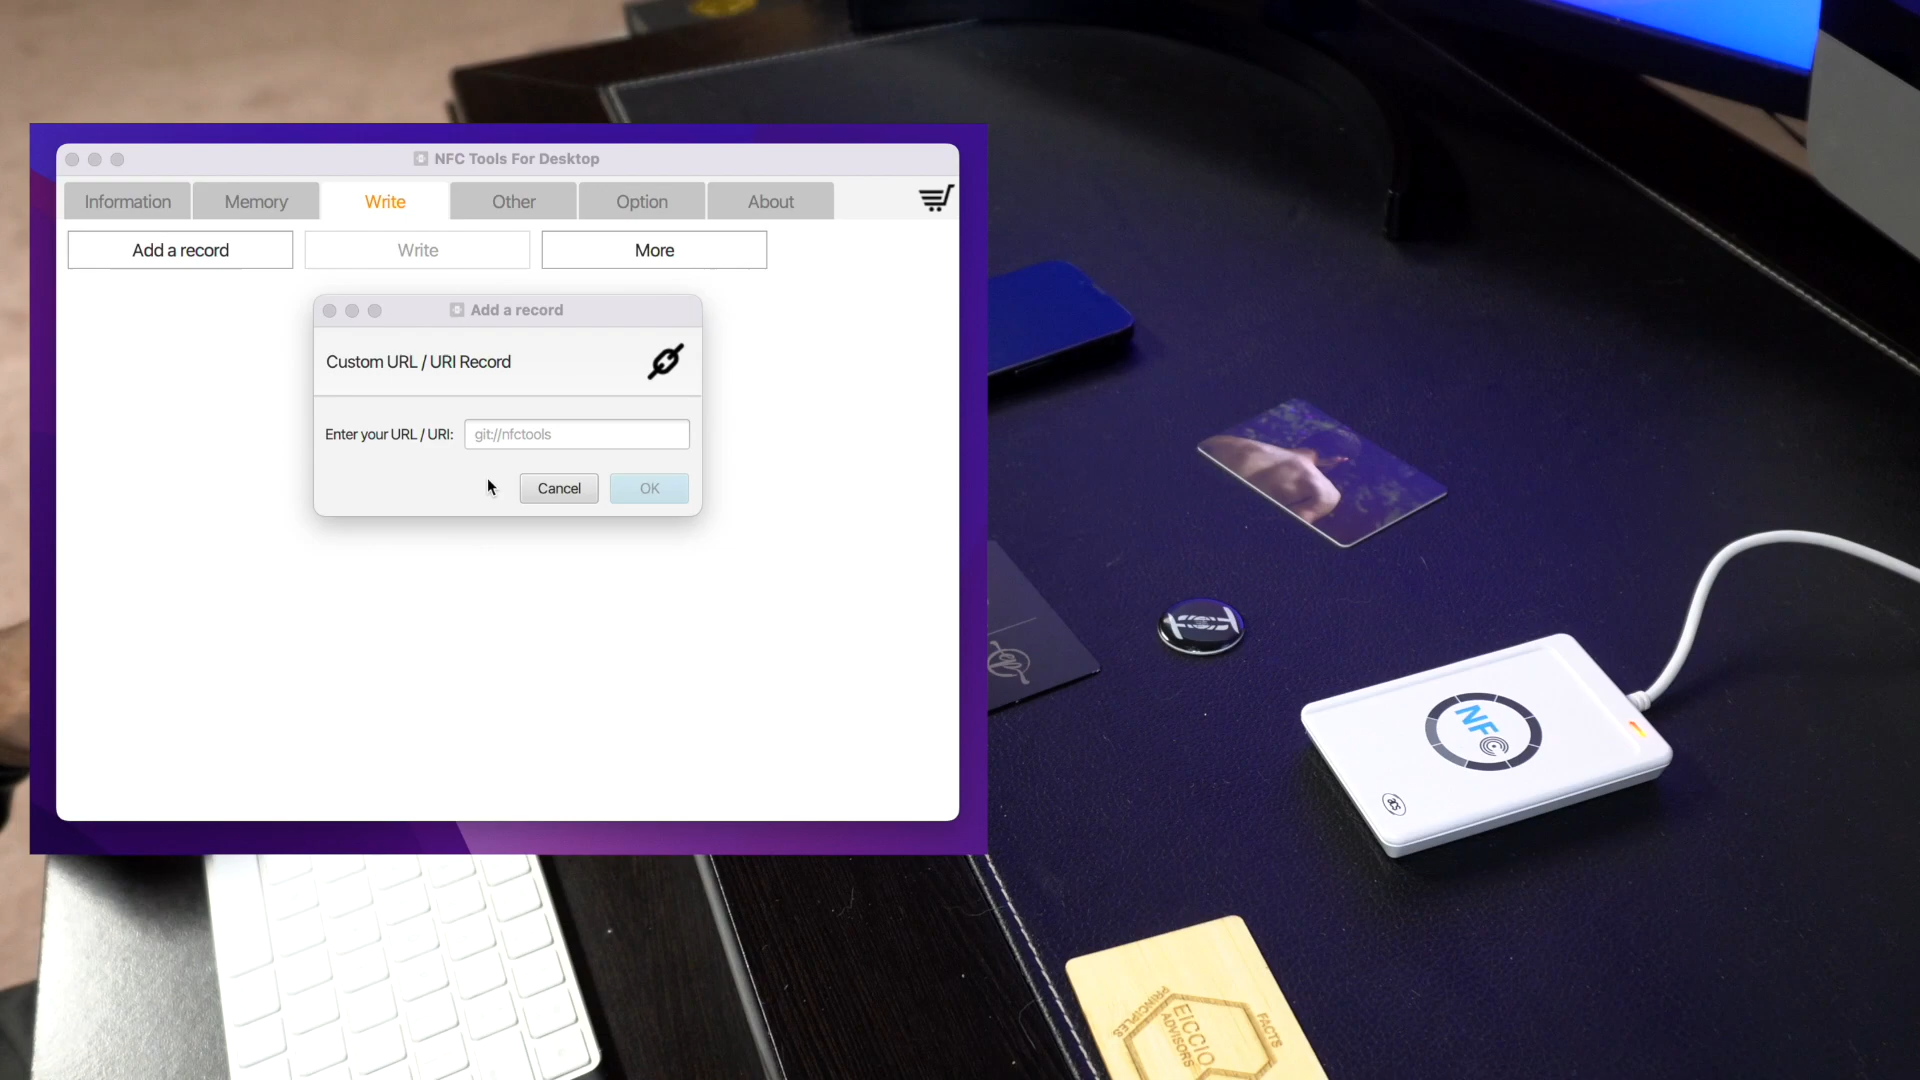 NFC Tools For Desktop
Information
Memory
Write
Other
Option
About
Add a record
Write
More
Add a record
Custom URL / URI Record
Enter your URL / URI:
git://nfctools
Cancel
OK
NFC
acs
PRINCIPLES
EICCIO
ADVISORS
FACTS